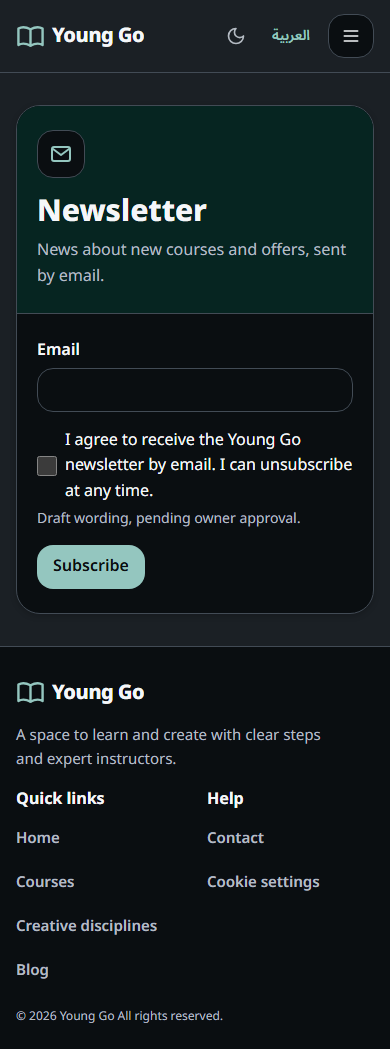 Young Go
العربية
Newsletter
News about new courses and offers, sent
by email.
Email
I agree to receive the Young Go
newsletter by email. I can unsubscribe
at any time.
Draft wording, pending owner approval.
Subscribe
Young Go
A space to learn and create with clear steps
and expert instructors.
Quick links
Help
Home
Contact
Courses
Cookie settings
Creative disciplines
Blog
© 2026 Young Go All rights reserved.